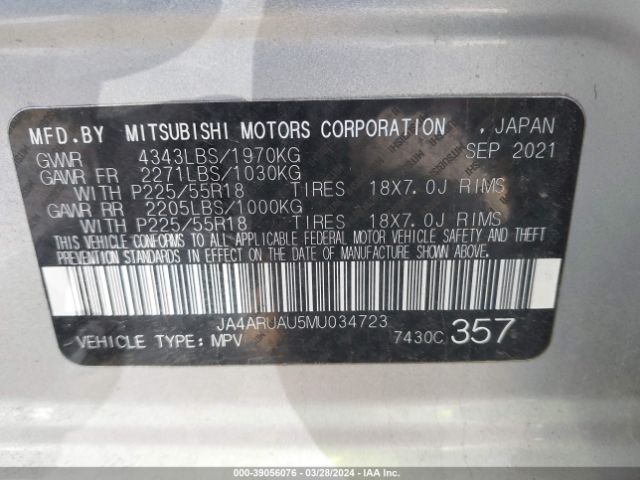 MFD.BY MITSUBISHI MOTORS CORPORATION , JAPAN
GWR 4343LBS/1970KG SEP 2021
GAWR FR 2271LBS/1030KG
WITH P225/55R18 TIRES 18X7.0J RIMS
GAWR RR 2205LBS/1000KG
WITH P225/55R18 TIRES 18X7.0J RIMS
THIS VEHICLE CONFORMS TO ALL APPLICABLE FEDERAL MOTOR VEHICLE SAFETY AND THEFT
PREVENTION STANDARDS IN EFFECT ON THE DATE OF MANUFACTURE SHOWN ABOVE.
JA4ARUAU5MU034723
VEHICLE TYPE: MPV 7430C 357
000-39056076 | 03/28/2024 | IAA Inc.